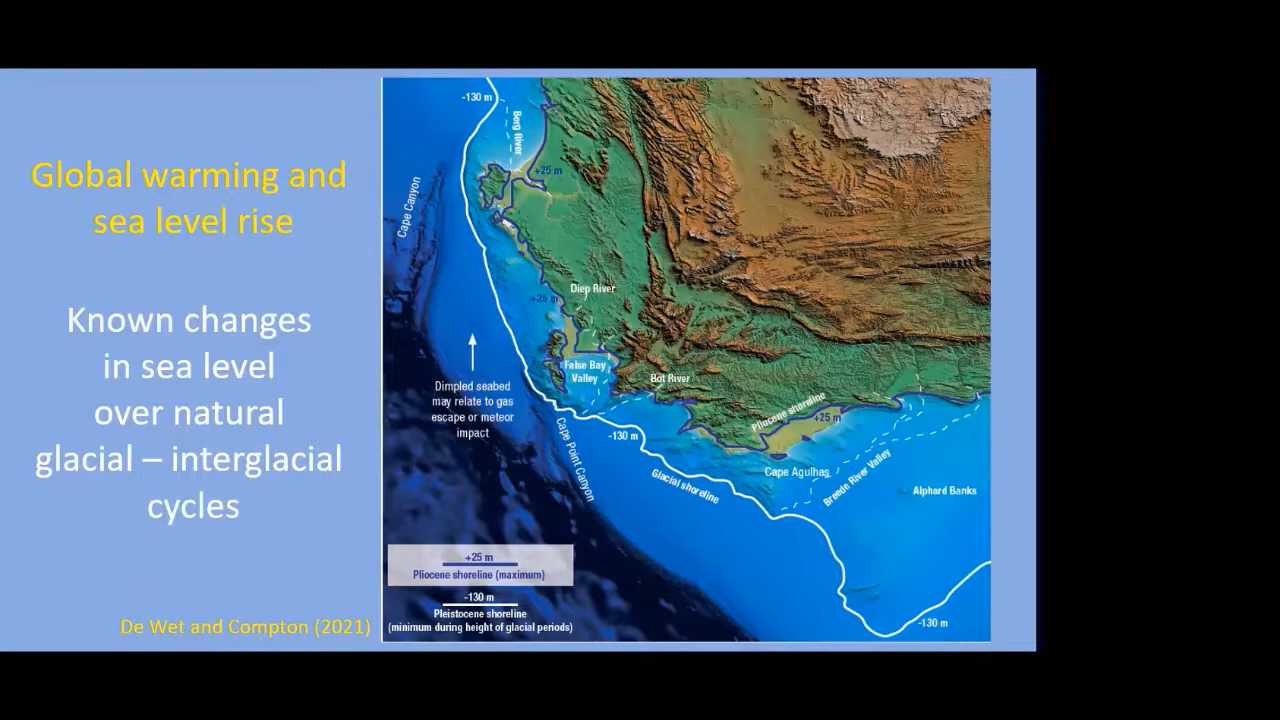 Global warming and
sea level rise
Known changes
in sea level
over natural
glacial – interglacial
cycles
De Wet and Compton (2021)
-130 m
Berg River
+25 m
Cape Canyon
Diep River
+25 m
False Bay
Valley
Bot River
Dimpled seabed
may relate to gas
escape or meteor
impact
Pliocene shoreline
+25 m
-130 m
Cape Point Canyon
Glacial shoreline
Cape Agulhas
Breede River Valley
Alphard Banks
+25 m
Pliocene shoreline (maximum)
-130 m
Pleistocene shoreline
(minimum during height of glacial periods)
-130 m